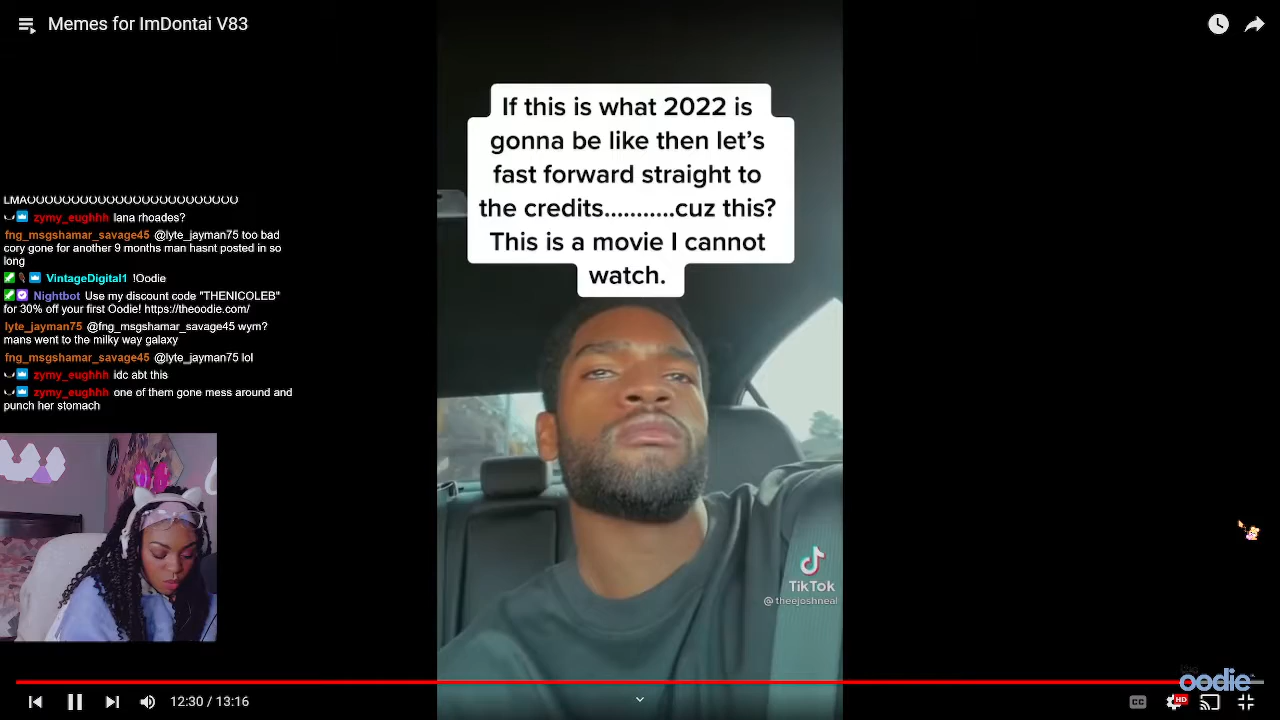 Memes for ImDontai V83
If this is what 2022 is
gonna be like then let’s
fast forward straight to
the credits...........cuz this?
This is a movie I cannot
watch.
LMAOOOOOOOOOOOOOOOOOOOOOOOO
zymy_eughhh lana rhoades?
fng_msgshamar_savage45 @lyte_jayman75 too bad
cory gone for another 9 months man hasnt posted in so
long
VintageDigital1 !Oodie
Nightbot Use my discount code "THENICOLEB"
for 30% off your first Oodie! https://theoodie.com/
lyte_jayman75 @fng_msgshamar_savage45 wym?
mans went to the milky way galaxy
fng_msgshamar_savage45 @lyte_jayman75 lol
zymy_eughhh idc abt this
zymy_eughhh one of them gone mess around and
punch her stomach
TikTok
@theejoshneal
oodie
12:30 / 13:16
CC
HD